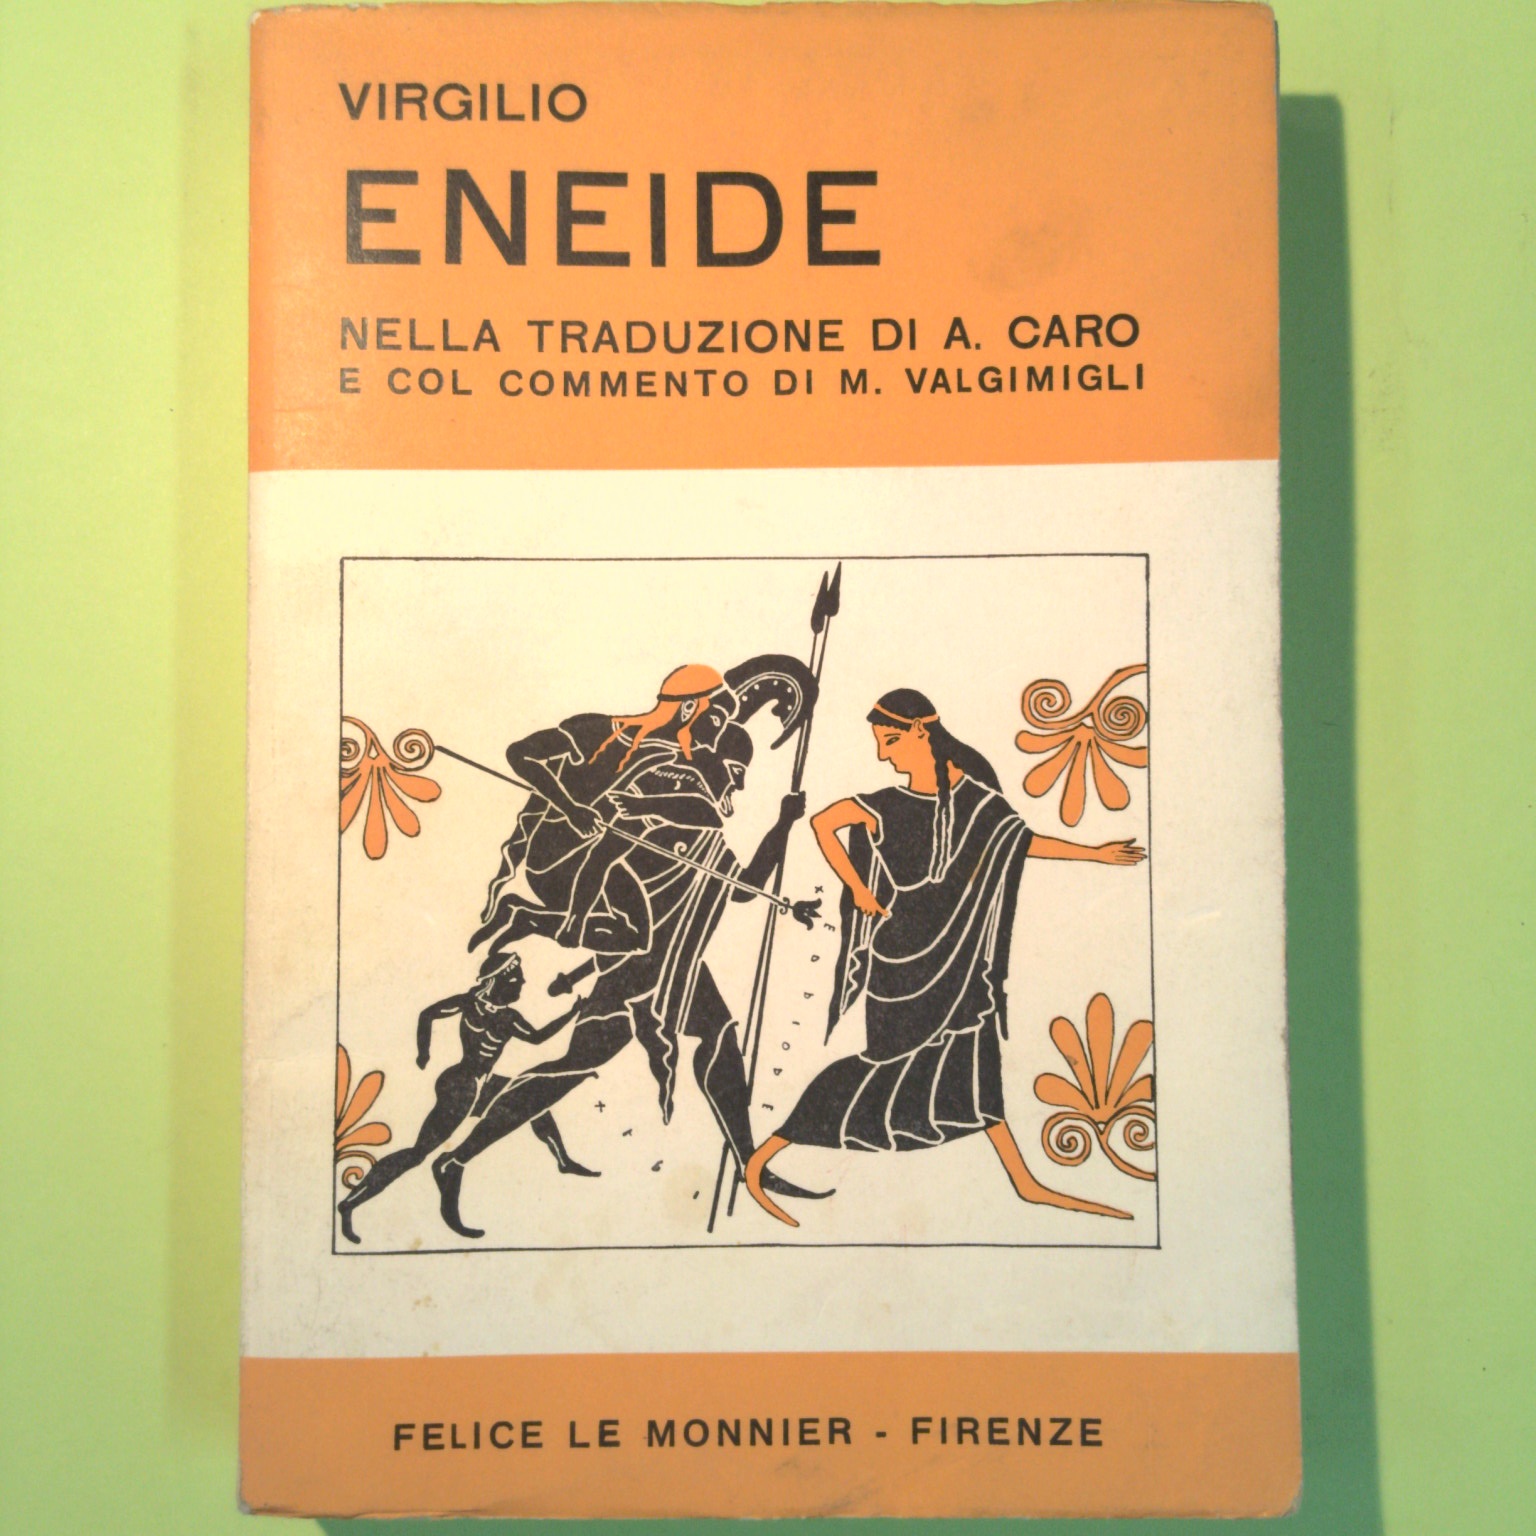 VIRGILIO
ENEIDE
NELLA TRADUZIONE DI A. CARO
E COL COMMENTO DI M. VALGIMIGLI
FELICE LE MONNIER - FIRENZE